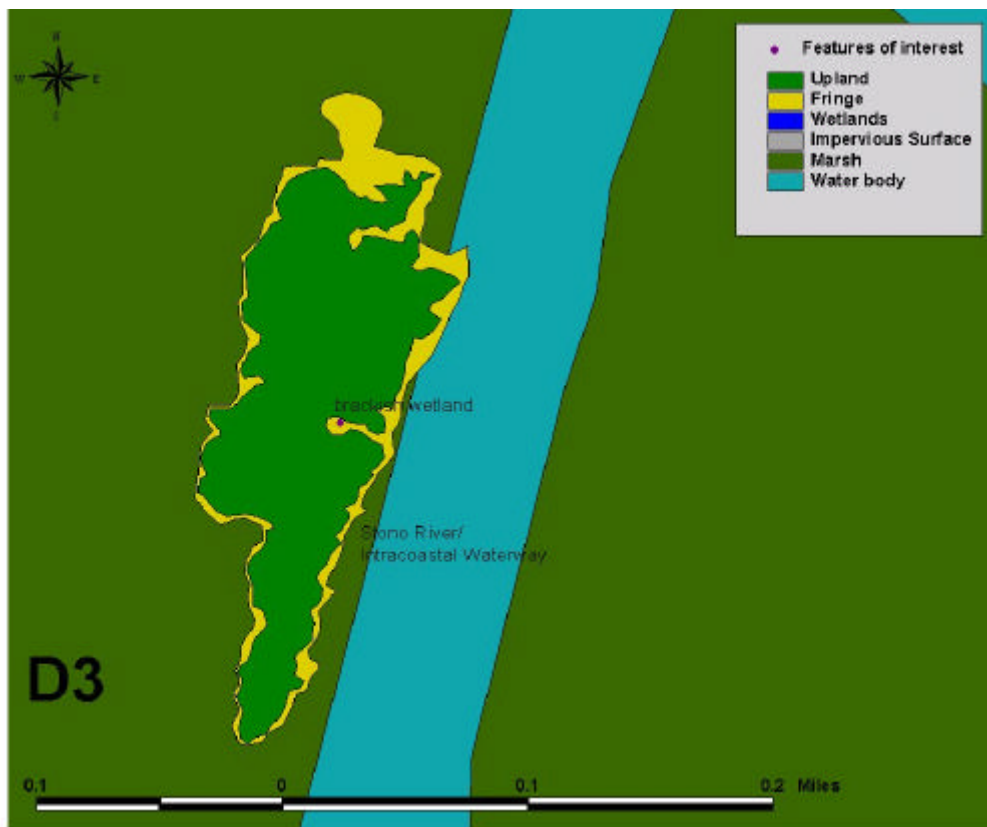 N
W E
S
Features of interest
Upland
Fringe
Wetlands
Impervious Surface
Marsh
Water body
brackish wetland
Stono River/
Intracoastal Waterway
D3
0.1 0 0.1 0.2 Miles